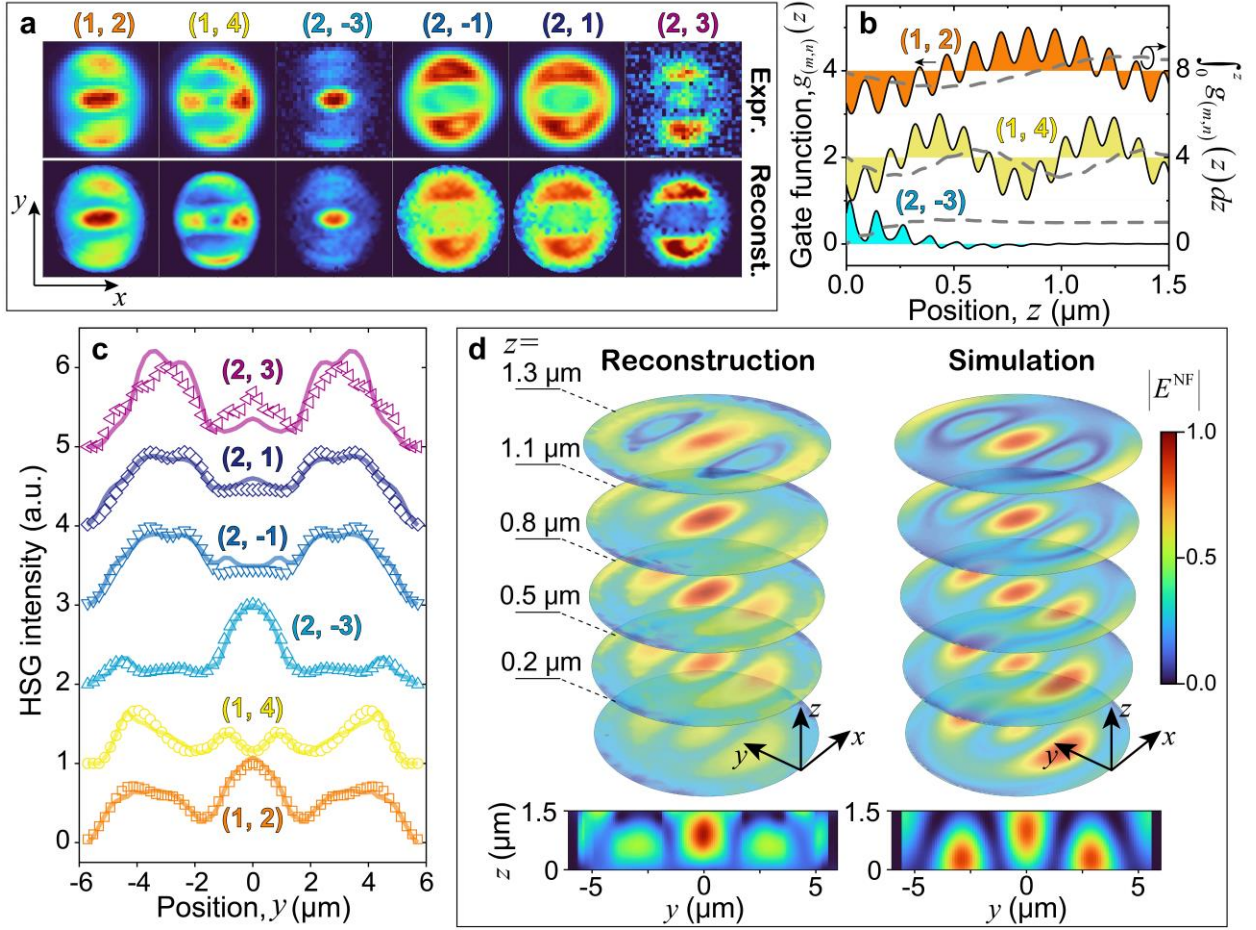 a
(1, 2) (1, 4) (2, -3) (2, -1) (2, 1) (2, 3)
Expr.
Reconst.
y
x
b
Gate function, g(m,n)(z)
4
2
0
(1, 2)
(1, 4)
(2, -3)
8
4
0
∫₀ᶻ g(m,n)(z) dz
0.0 0.5 1.0 1.5
Position, z (μm)
c
HSG intensity (a.u.)
6
5
4
3
2
1
0
(2, 3)
(2, 1)
(2, -1)
(2, -3)
(1, 4)
(1, 2)
-6 -4 -2 0 2 4 6
Position, y (μm)
d
z=
Reconstruction Simulation
1.3 μm
1.1 μm
0.8 μm
0.5 μm
0.2 μm
|E^NF|
1.0
0.5
0.0
z
y
x
z
y
x
z (μm)
1.5
0
-5 0 5
y (μm)
1.5
0
-5 0 5
y (μm)